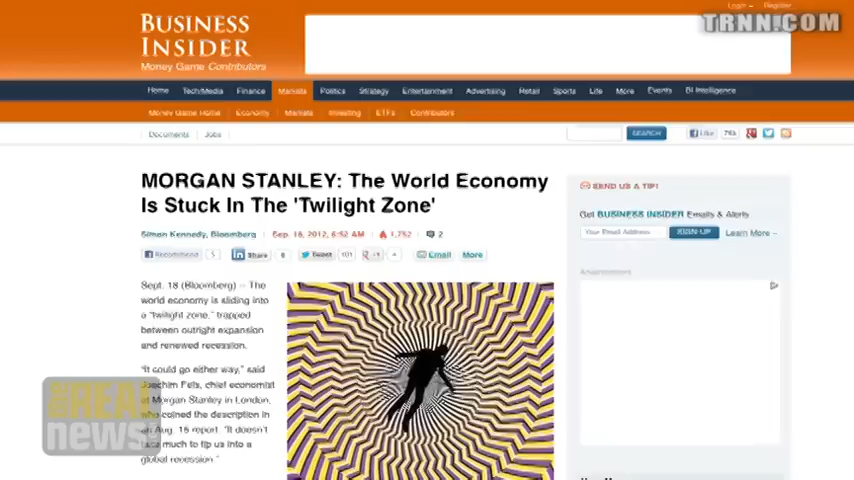 Login
Register
TRNN.COM
BUSINESS
INSIDER
Money Game Contributors
Home Tech/Media Finance Markets Politics Strategy Entertainment Advertising Retail Sports Life More Events BI Intelligence
Money Game Home Economy Markets Investing ETFs Contributors
Documents Jobs
SEARCH
Like
MORGAN STANLEY: The World Economy
Is Stuck In The 'Twilight Zone'
Simon Kennedy, Bloomberg Sep. 18, 2012, 6:52 AM 1,752 2
Recommend 5 in Share 6 Tweet 101 +1 Email More
SEND US A TIP!
Get BUSINESS INSIDER Emails & Alerts
Your Email Address SIGN-UP Learn More
Advertisement
Sept. 18 (Bloomberg) -- The
world economy is sliding into
a "twilight zone," trapped
between outright expansion
and renewed recession.
"It could go either way," said
Joachim Fels, chief economist
at Morgan Stanley in London,
who coined the description in
an Aug. 15 report. "It doesn't
take much to tip us into a
global recession."
THE REAL
news